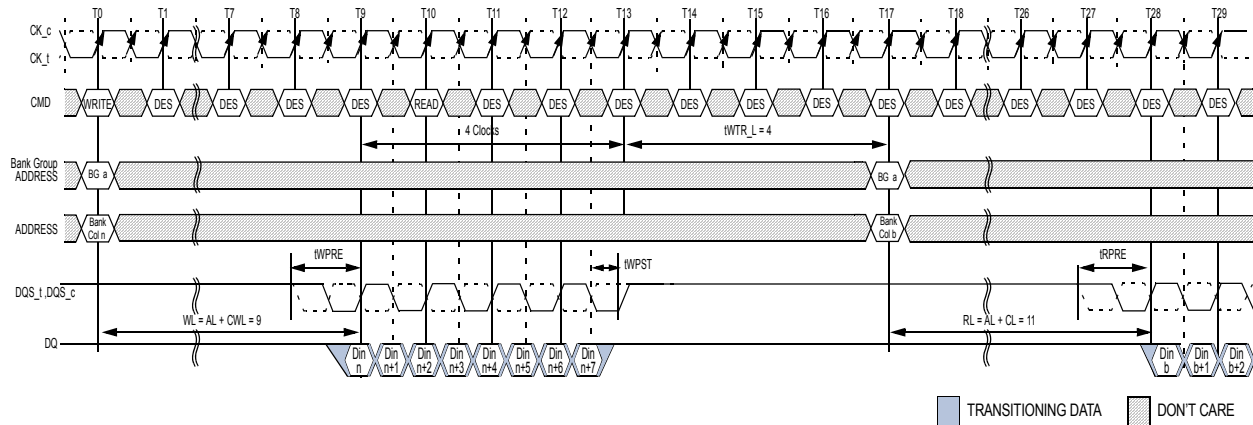 T0 T1 T7 T8 T9 T10 T11 T12 T13 T14 T15 T16 T17 T18 T26 T27 T28 T29
CK_c
CK_t
CMD WRITE DES DES DES DES READ DES DES DES DES DES DES DES DES DES DES DES DES
4 Clocks tWTR_L = 4
Bank Group
ADDRESS BG a BG a
ADDRESS Bank Col n Bank Col b
tWPRE tWPST tRPRE
DQS_t ,DQS_c
WL = AL + CWL = 9 RL = AL + CL = 11
DQ Din n Din n+1 Din n+2 Din n+3 Din n+4 Din n+5 Din n+6 Din n+7 Din b Din b+1 Din b+2
TRANSITIONING DATA DON'T CARE